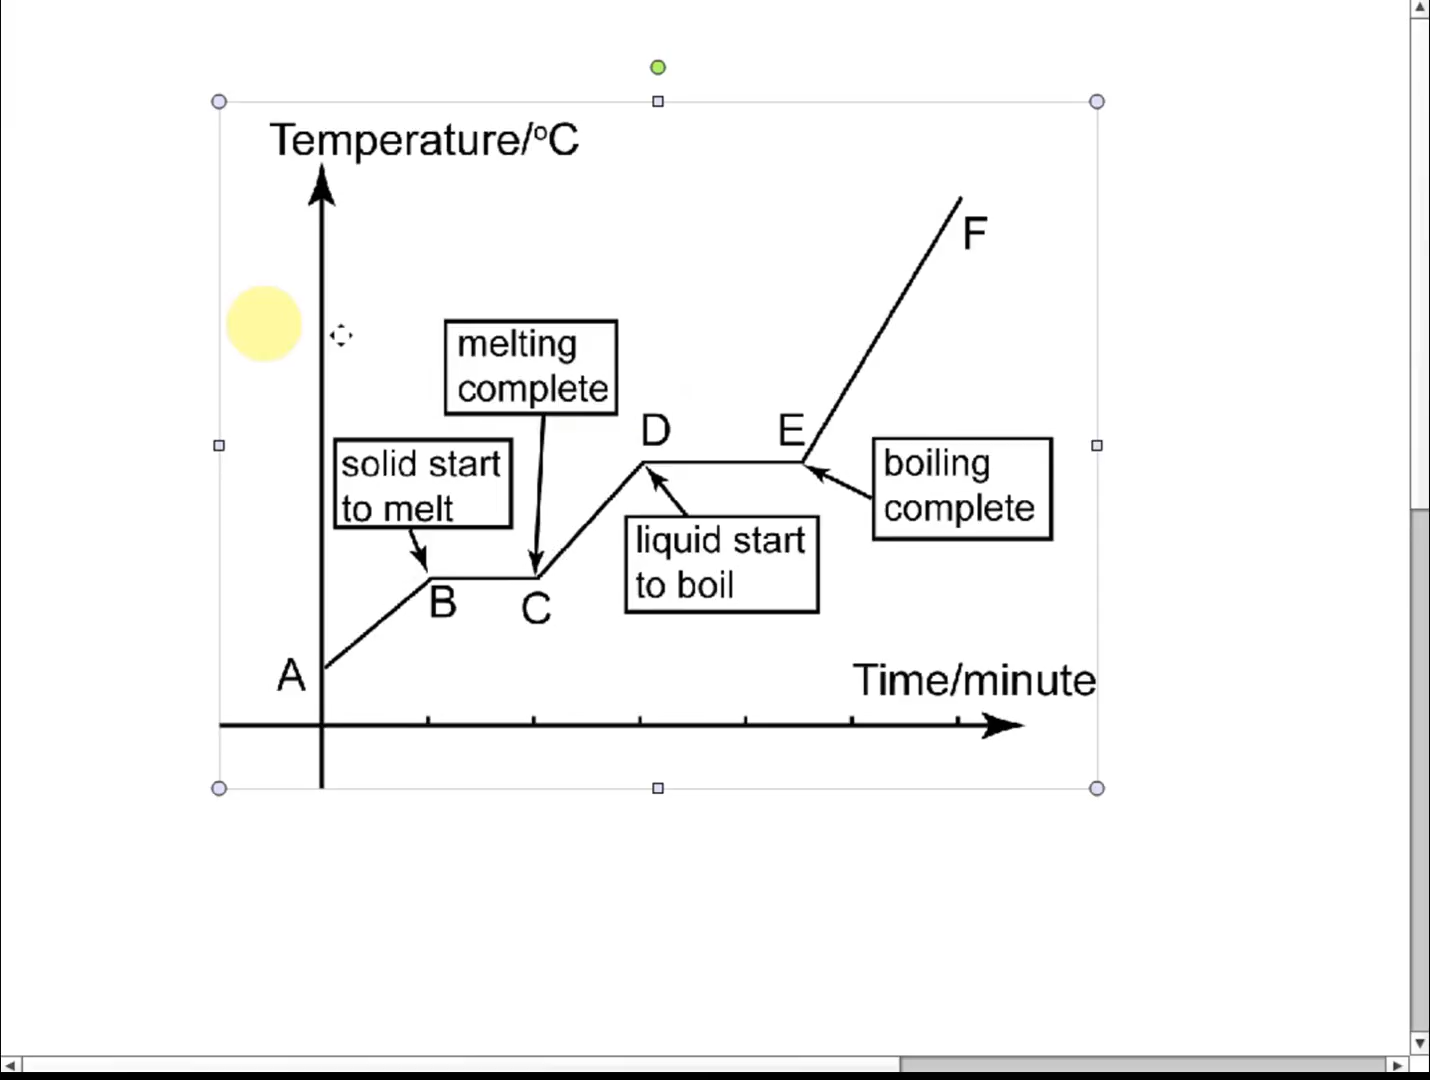 Temperature/°C
F
melting
complete
D
E
solid start
to melt
boiling
complete
liquid start
to boil
B
C
A
Time/minute